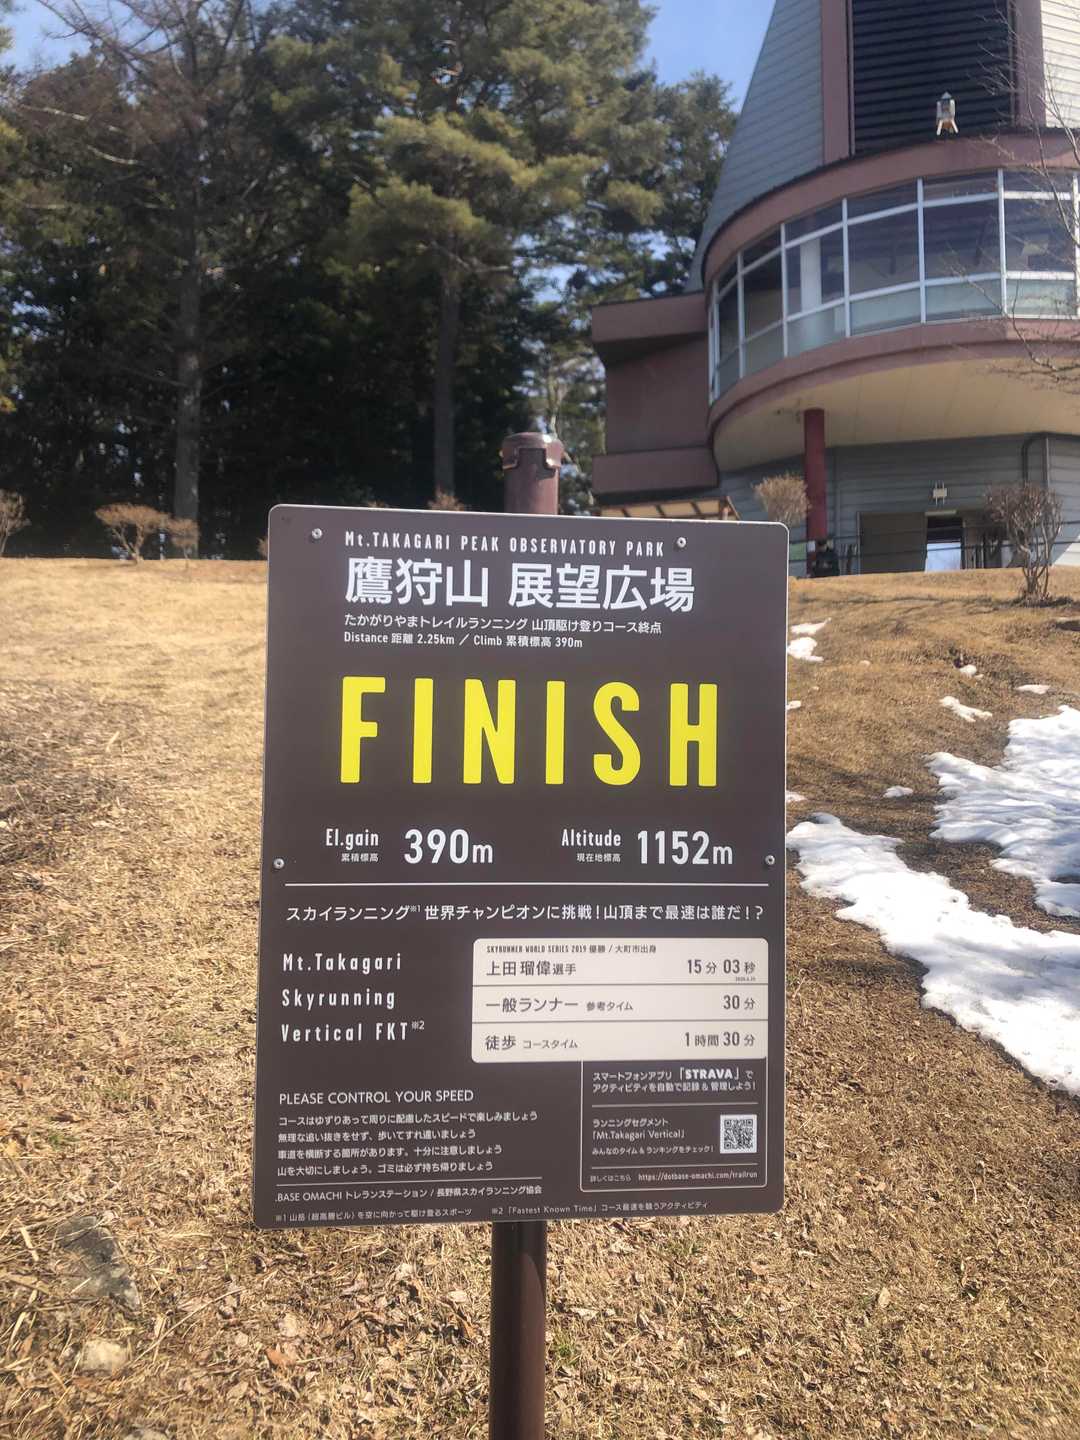 Mt.TAKAGARI PEAK OBSERVATORY PARK
鷹狩山 展望広場
たかがりやまトレイルランニング 山頂駆け登りコース終点
Distance 距離 2.25km ／ Climb 累積標高 390m
FINISH
El.gain 累積標高 390m
Altitude 現在地標高 1152m
スカイランニング※1 世界チャンピオンに挑戦！山頂まで最速は誰だ！？
Mt.Takagari
Skyrunning
Vertical FKT※2
SKYRUNNER WORLD SERIES 2019 優勝 / 大町市出身
上田 瑠偉選手 15分 03秒
一般ランナー 参考タイム 30分
徒歩 コースタイム 1時間30分
スマートフォンアプリ「STRAVA」で
アクティビティを自動で記録 & 管理しよう！
ランニングセグメント
「Mt.Takagari Vertical」
みんなのタイム & ランキングをチェック！
詳しくはこちら https://dotbase-omachi.com/trailrun
PLEASE CONTROL YOUR SPEED
コースはゆずりあって周りに配慮したスピードで楽しみましょう
無理な追い抜きをせず、歩いてすれ違いましょう
車道を横断する箇所があります。十分に注意しましょう
山を大切にしましょう。ゴミは必ず持ち帰りましょう
.BASE OMACHI トレランステーション / 長野県スカイランニング協会
※1 山岳（超高層ビル）を空に向かって駆け登るスポーツ ※2「Fastest Known Time」コース最速を競うアクティビティ